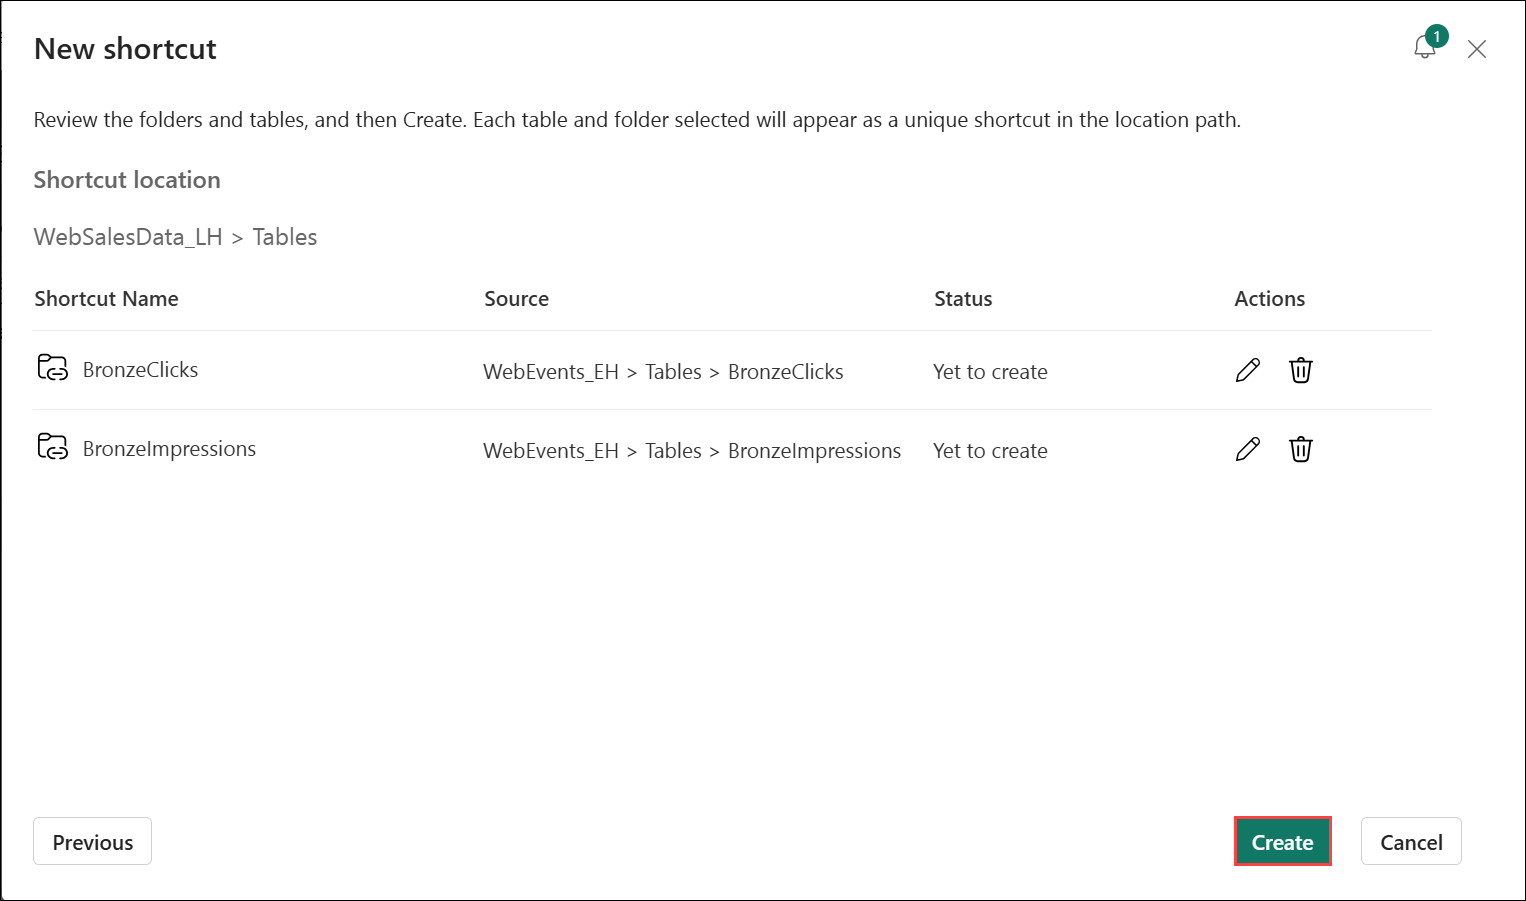 New shortcut
1
Review the folders and tables, and then Create. Each table and folder selected will appear as a unique shortcut in the location path.
Shortcut location
WebSalesData_LH > Tables
Shortcut Name Source Status Actions
BronzeClicks WebEvents_EH > Tables > BronzeClicks Yet to create
BronzeImpressions WebEvents_EH > Tables > BronzeImpressions Yet to create
Previous Create Cancel